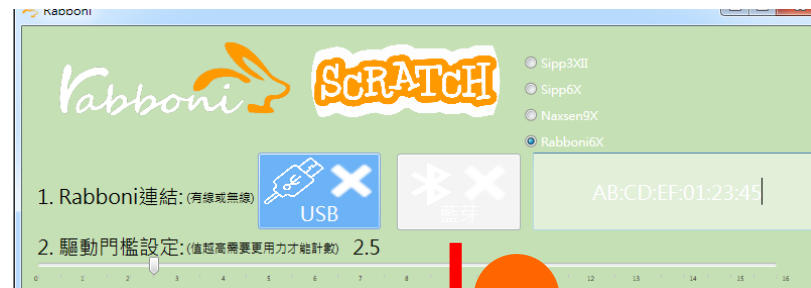 Rabboni
rabboni
SCRATCH
Sipp3XII
Sipp6X
Naxsen9X
Rabboni6X
1. Rabboni連結:(有線或無線)
USB
藍芽
AB:CD:EF:01:23:45
2. 驅動門檻設定:(值越高需要更用力才能計數) 2.5
0 1 2 3 4 5 6 7 8 12 13 14 15 16